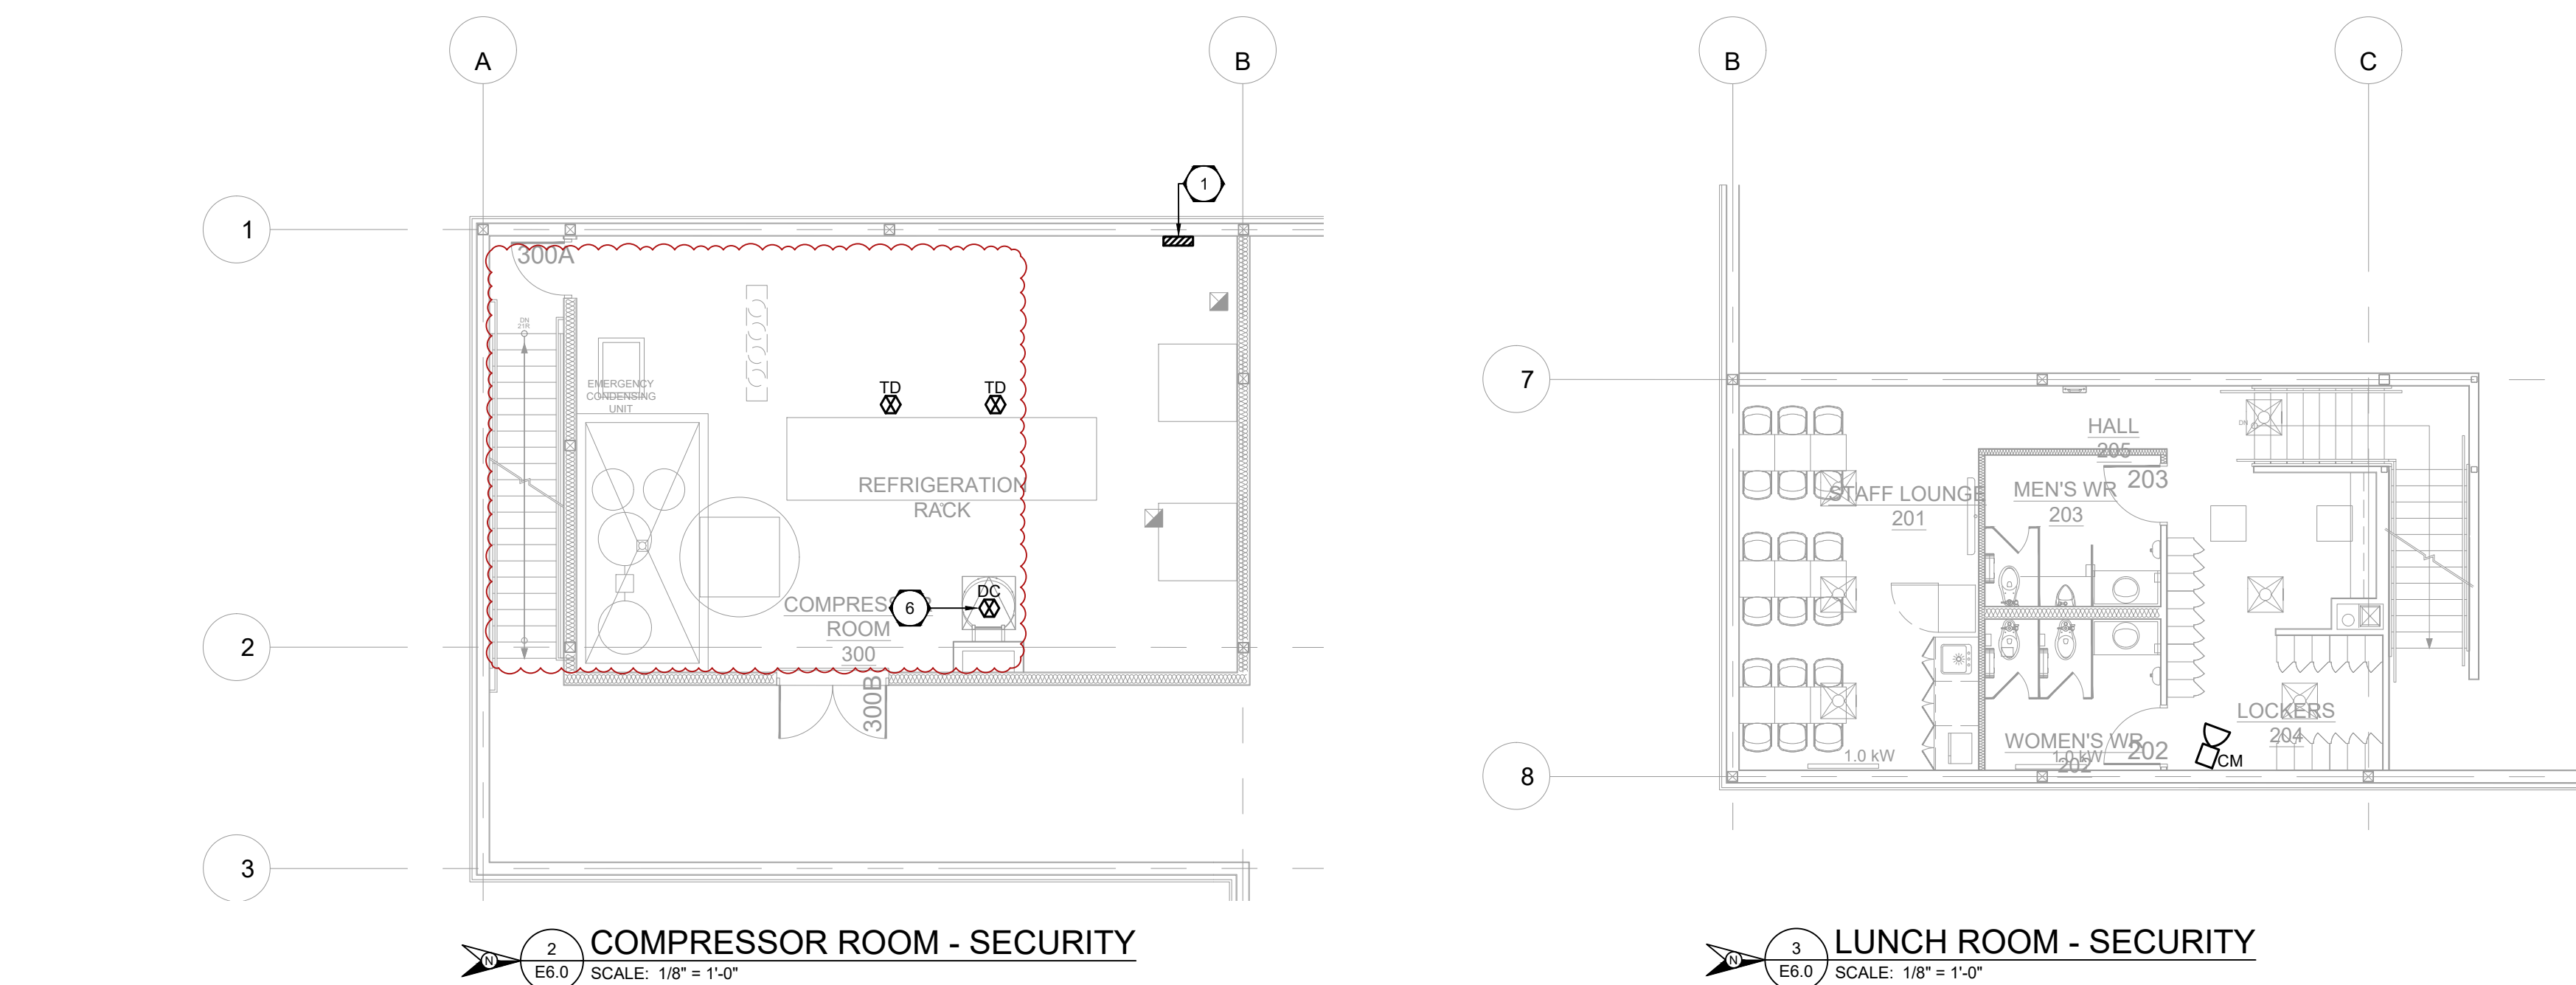 A
B
1
1
300A
DN
21R
EMERGENCY
CONDENSING
UNIT
TD
TD
REFRIGERATION
RACK
DC
6
COMPRESSOR
ROOM
300
2
300B
3
N
2
E6.0
COMPRESSOR ROOM - SECURITY
SCALE: 1/8" = 1'-0"
B
C
7
DN
HALL
205
STAFF LOUNGE
201
MEN'S WR
203
203
LOCKERS
204
WOMEN'S WR
202
202
1.0 kW
1.0 kW
CM
8
N
3
E6.0
LUNCH ROOM - SECURITY
SCALE: 1/8" = 1'-0"